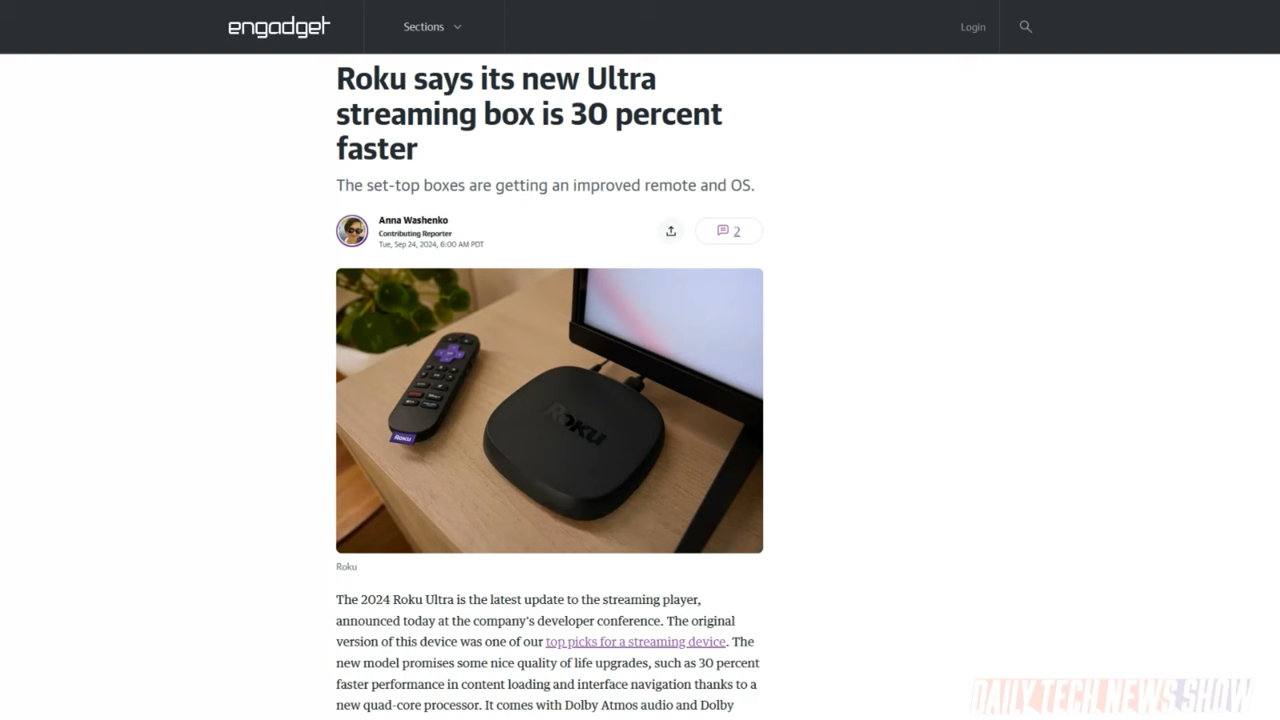 engadget
Sections
Login
Roku says its new Ultra
streaming box is 30 percent
faster
The set-top boxes are getting an improved remote and OS.
Anna Washenko
Contributing Reporter
Tue, Sep 24, 2024, 6:00 AM PDT
2
Roku
Roku
Roku
The 2024 Roku Ultra is the latest update to the streaming player,
announced today at the company's developer conference. The original
version of this device was one of our top picks for a streaming device. The
new model promises some nice quality of life upgrades, such as 30 percent
faster performance in content loading and interface navigation thanks to a
new quad-core processor. It comes with Dolby Atmos audio and Dolby
DAILY TECH NEWS SHOW